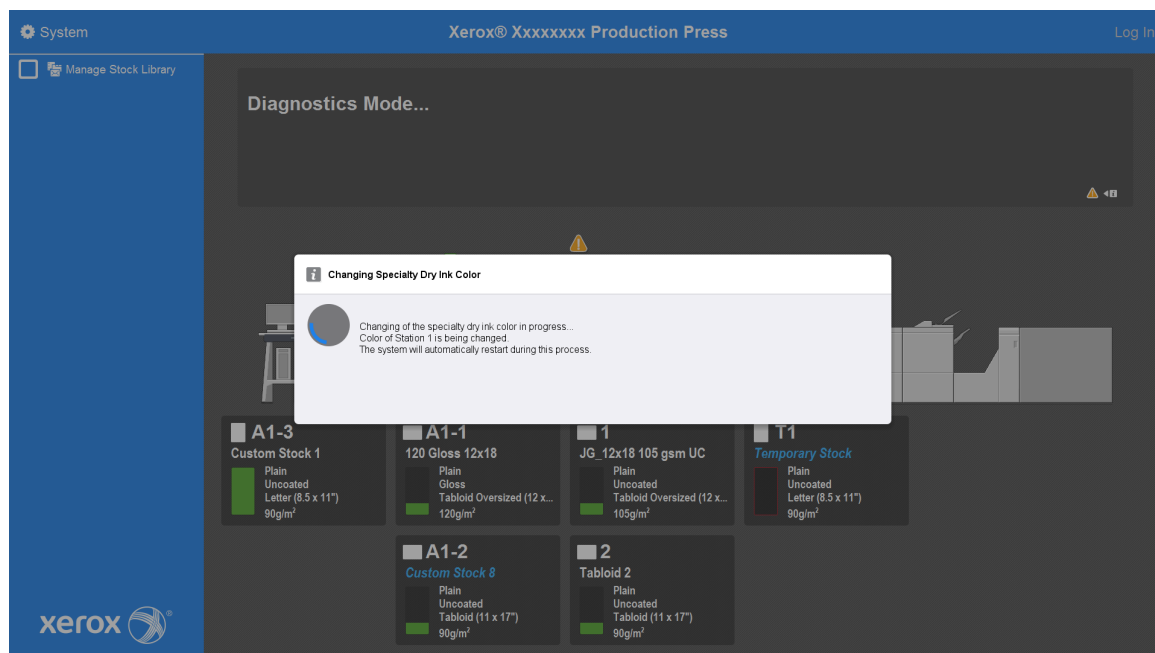 System
Xerox® Xxxxxxxx Production Press
Log In
Manage Stock Library
Diagnostics Mode...
Changing Specialty Dry Ink Color
Changing of the specialty dry ink color in progress...
Color of Station 1 is being changed.
The system will automatically restart during this process.
A1-3
Custom Stock 1
Plain
Uncoated
Letter (8.5 x 11")
90g/m²
A1-1
120 Gloss 12x18
Plain
Gloss
Tabloid Oversized (12 x...
120g/m²
1
JG_12x18 105 gsm UC
Plain
Uncoated
Tabloid Oversized (12 x...
105g/m²
T1
Temporary Stock
Plain
Uncoated
Letter (8.5 x 11")
90g/m²
A1-2
Custom Stock 8
Plain
Uncoated
Tabloid (11 x 17")
90g/m²
2
Tabloid 2
Plain
Uncoated
Tabloid (11 x 17")
90g/m²
xerox®